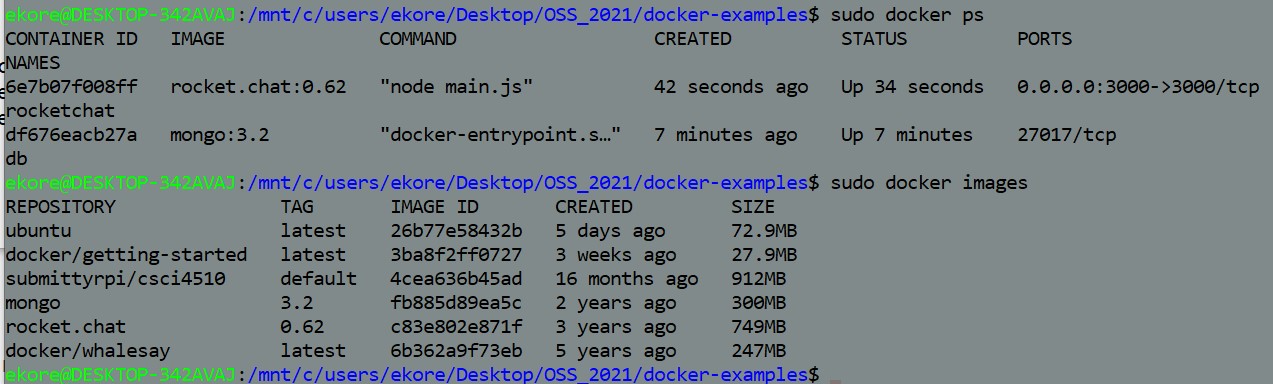 ekore@DESKTOP-342AVAJ:/mnt/c/users/ekore/Desktop/OSS_2021/docker-examples$ sudo docker ps
CONTAINER ID   IMAGE              COMMAND                  CREATED          STATUS          PORTS
NAMES
6e7b07f008ff   rocket.chat:0.62   "node main.js"           42 seconds ago   Up 34 seconds   0.0.0.0:3000->3000/tcp
rocketchat
df676eacb27a   mongo:3.2          "docker-entrypoint.s…"   7 minutes ago    Up 7 minutes    27017/tcp
db
ekore@DESKTOP-342AVAJ:/mnt/c/users/ekore/Desktop/OSS_2021/docker-examples$ sudo docker images
REPOSITORY               TAG       IMAGE ID       CREATED         SIZE
ubuntu                   latest    26b77e58432b   5 days ago      72.9MB
docker/getting-started   latest    3ba8f2ff0727   3 weeks ago     27.9MB
submittyrpi/csci4510     default   4cea636b45ad   16 months ago   912MB
mongo                    3.2       fb885d89ea5c   2 years ago     300MB
rocket.chat              0.62      c83e802e871f   3 years ago     749MB
docker/whalesay          latest    6b362a9f73eb   5 years ago     247MB
ekore@DESKTOP-342AVAJ:/mnt/c/users/ekore/Desktop/OSS_2021/docker-examples$